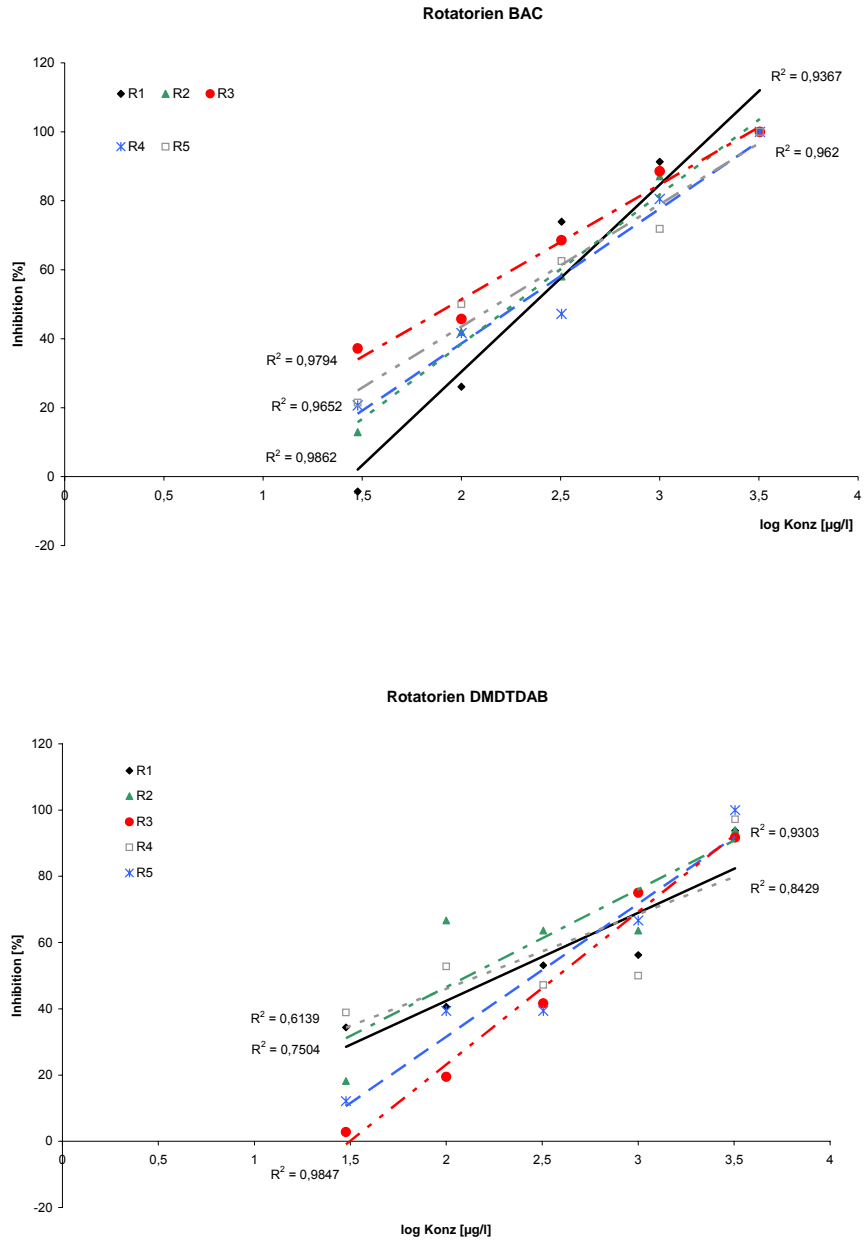 Rotatorien BAC
120
100
80
60
40
20
0
-20
Inhibition [%]
R1 R2 R3
R4 R5
R² = 0,9367
R² = 0,962
R² = 0,9794
R² = 0,9652
R² = 0,9862
0 0,5 1 1,5 2 2,5 3 3,5 4
log Konz [µg/l]
Rotatorien DMDTDAB
120
100
80
60
40
20
0
-20
Inhibition [%]
R1
R2
R3
R4
R5
R² = 0,9303
R² = 0,8429
R² = 0,6139
R² = 0,7504
0 0,5 1 1,5 2 2,5 3 3,5 4
R² = 0,9847
log Konz [µg/l]